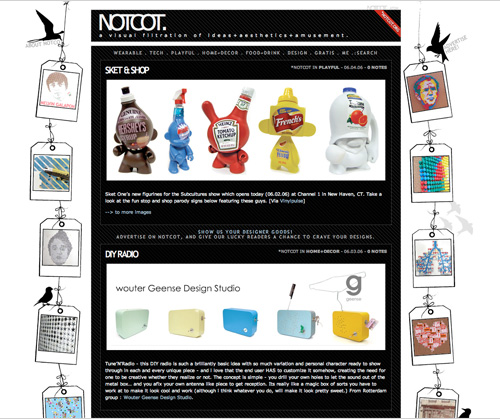 NOTCOT.
a visual filtration of ideas+aesthetics+amusement.
WEARABLE . TECH . PLAYFUL . HOME+DECOR . FOOD+DRINK . DESIGN . GRATIS . ME .:SEARCH
SKET & SHOP
*NOTCOT IN PLAYFUL - 06.04.06 - 0 NOTES
HERSHEY'S
HEINZ
TOMATO
KETCHUP
French's
Sket One's new figurines for the Subcultures show which opens today (06.02.06) at Channel 1 in New Haven, CT. Take a
look at the fun stop and shop parody signs below featuring these guys. [Via Vinylpulse]
--> to more images
SHOW US YOUR DESIGNER GOODS!
ADVERTISE ON NOTCOT, AND GIVE OUR LUCKY READERS A CHANCE TO CRAVE YOUR DESIGNS.
DIY RADIO
*NOTCOT IN HOME+DECOR - 06.03.06 - 0 NOTES
wouter Geense Design Studio
g
geense
Tune'N'Radio - this DIY radio is such a brilliantly basic idea with so much variation and personal character ready to show
through in each and every unique piece - and I love that the end user HAS to customize it somehow, creating the need for
one to be creative whether they realize or not. The concept is simple - you drill your own holes to let the sound out of the
metal box... and you afix your own antenna like piece to get reception. Its really like a magic box of sorts you have to
work at to make it look cool and work (although i think whatever you do, will make it look pretty sweet.) From Rotterdam
group : Wouter Geense Design Studio.
ABOUT NOTCOT
ADVERTISE
HERE!